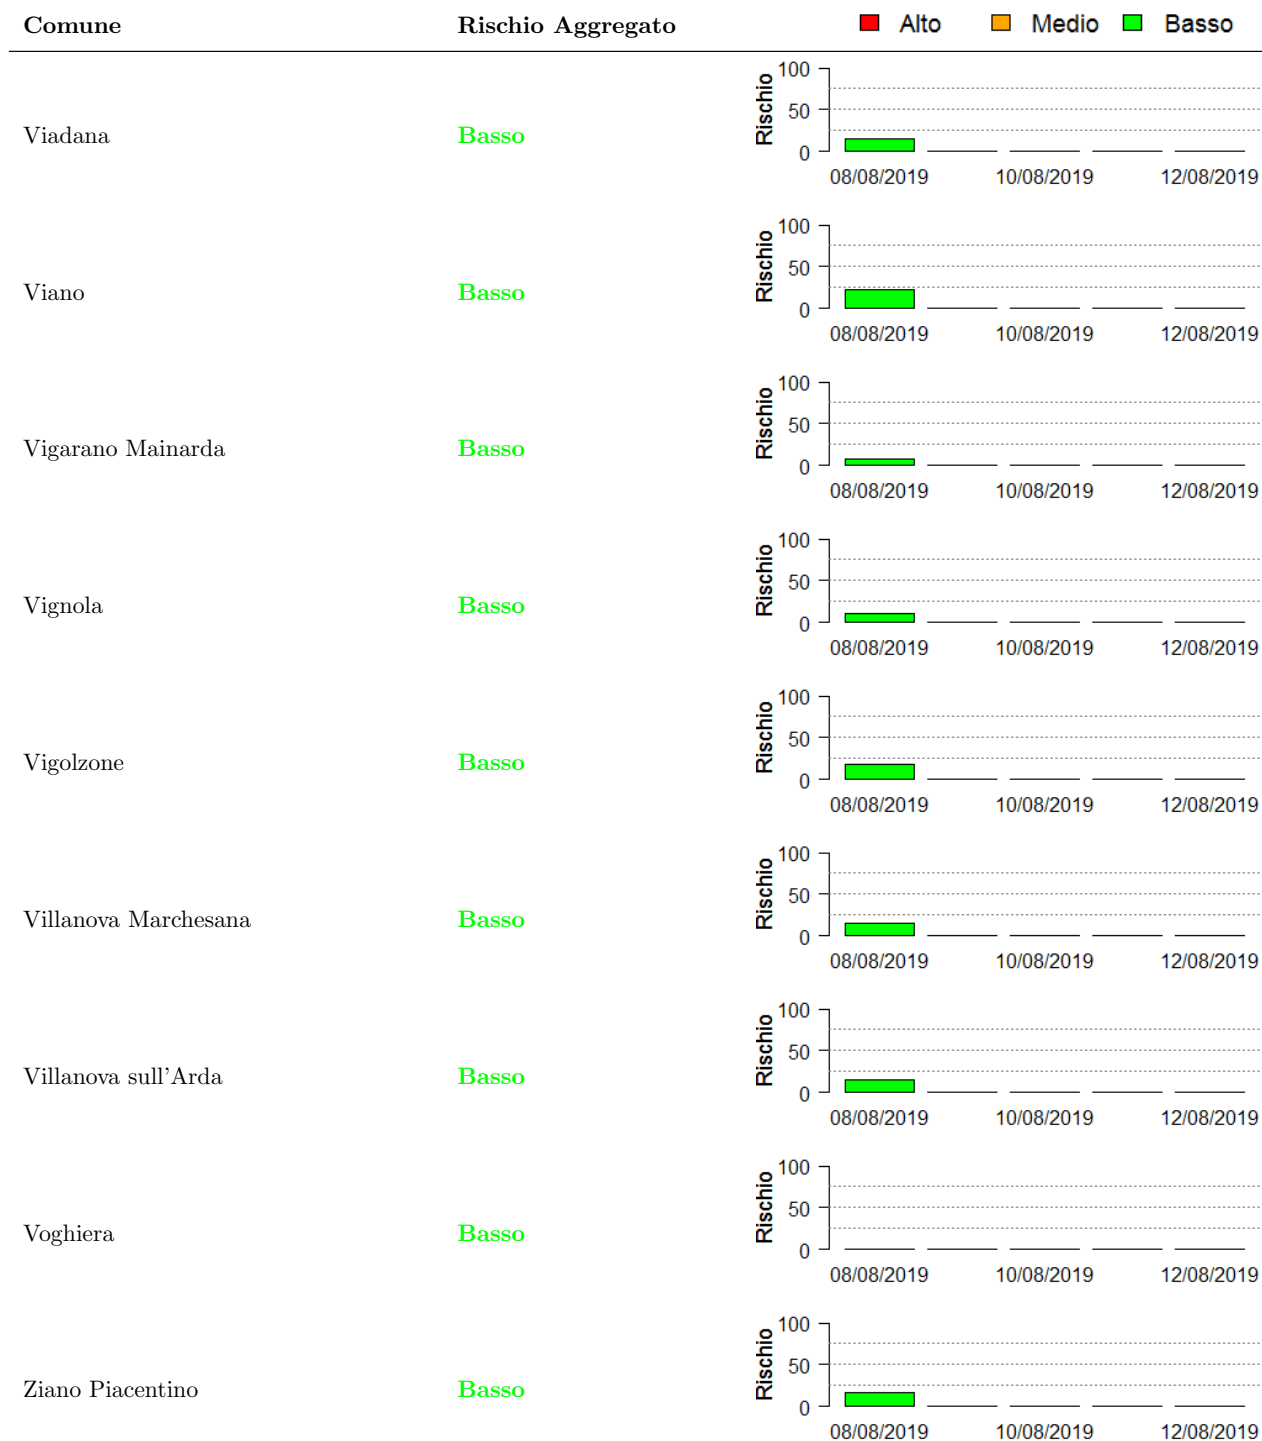 Comune Rischio Aggregato Alto Medio Basso
Viadana Basso
Rischio
100
50
0
08/08/2019 10/08/2019 12/08/2019
Viano Basso
Rischio
100
50
0
08/08/2019 10/08/2019 12/08/2019
Vigarano Mainarda Basso
Rischio
100
50
0
08/08/2019 10/08/2019 12/08/2019
Vignola Basso
Rischio
100
50
0
08/08/2019 10/08/2019 12/08/2019
Vigolzone Basso
Rischio
100
50
0
08/08/2019 10/08/2019 12/08/2019
Villanova Marchesana Basso
Rischio
100
50
0
08/08/2019 10/08/2019 12/08/2019
Villanova sull'Arda Basso
Rischio
100
50
0
08/08/2019 10/08/2019 12/08/2019
Voghiera Basso
Rischio
100
50
0
08/08/2019 10/08/2019 12/08/2019
Ziano Piacentino Basso
Rischio
100
50
0
08/08/2019 10/08/2019 12/08/2019